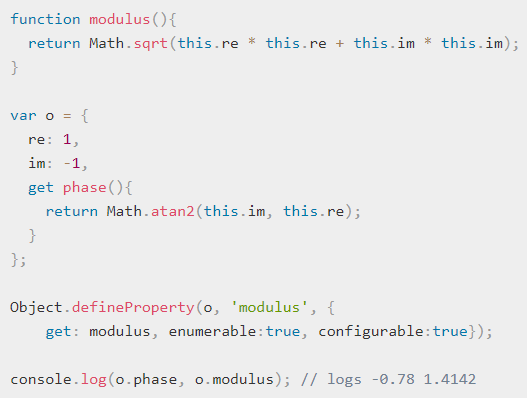 function modulus(){
  return Math.sqrt(this.re * this.re + this.im * this.im);
}

var o = {
  re: 1,
  im: -1,
  get phase(){
    return Math.atan2(this.im, this.re);
  }
};

Object.defineProperty(o, 'modulus', {
    get: modulus, enumerable:true, configurable:true});

console.log(o.phase, o.modulus); // logs -0.78 1.4142